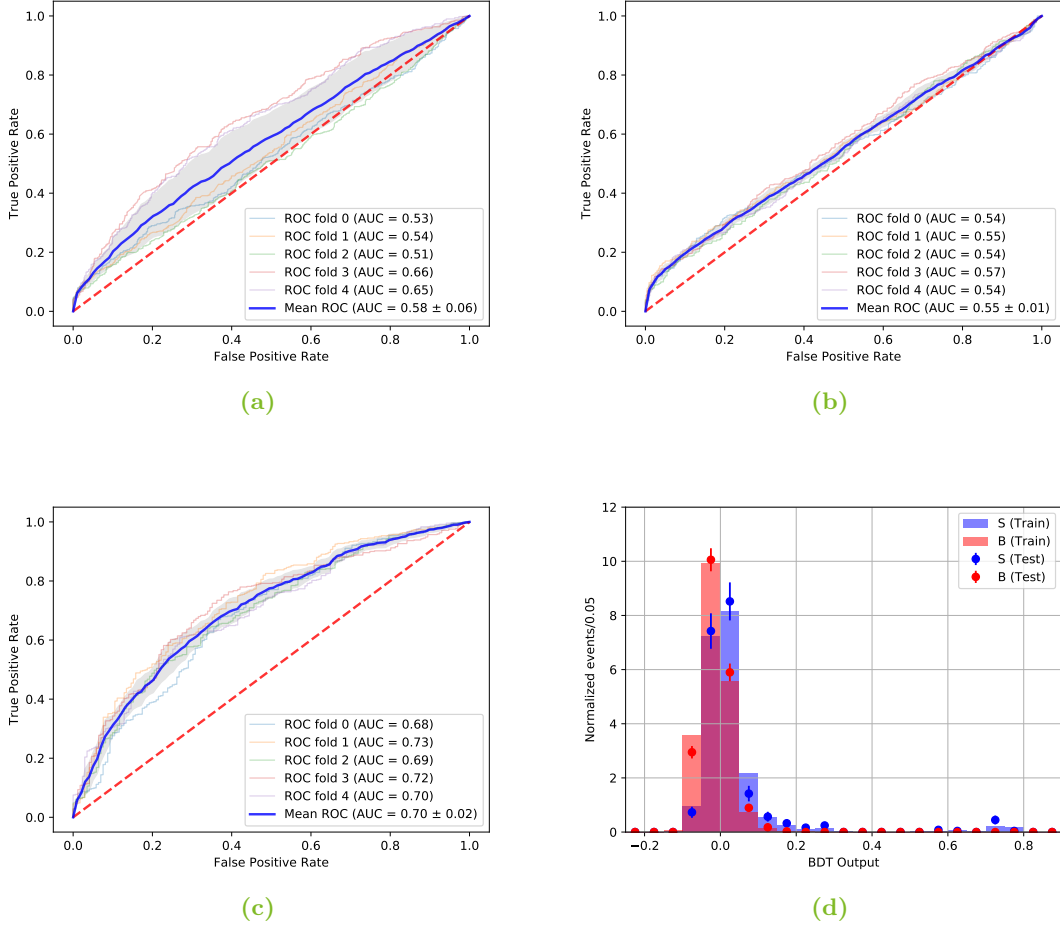 1.0
0.8
0.6
0.4
0.2
0.0
True Positive Rate
0.0 0.2 0.4 0.6 0.8 1.0
False Positive Rate
ROC fold 0 (AUC = 0.53)
ROC fold 1 (AUC = 0.54)
ROC fold 2 (AUC = 0.51)
ROC fold 3 (AUC = 0.66)
ROC fold 4 (AUC = 0.65)
Mean ROC (AUC = 0.58 ± 0.06)
(a)
1.0
0.8
0.6
0.4
0.2
0.0
True Positive Rate
0.0 0.2 0.4 0.6 0.8 1.0
False Positive Rate
ROC fold 0 (AUC = 0.54)
ROC fold 1 (AUC = 0.55)
ROC fold 2 (AUC = 0.54)
ROC fold 3 (AUC = 0.57)
ROC fold 4 (AUC = 0.54)
Mean ROC (AUC = 0.55 ± 0.01)
(b)
1.0
0.8
0.6
0.4
0.2
0.0
True Positive Rate
0.0 0.2 0.4 0.6 0.8 1.0
False Positive Rate
ROC fold 0 (AUC = 0.68)
ROC fold 1 (AUC = 0.73)
ROC fold 2 (AUC = 0.69)
ROC fold 3 (AUC = 0.72)
ROC fold 4 (AUC = 0.70)
Mean ROC (AUC = 0.70 ± 0.02)
(c)
12
10
8
6
4
2
0
Normalized events/0.05
−0.2 0.0 0.2 0.4 0.6 0.8
BDT Output
S (Train)
B (Train)
S (Test)
B (Test)
(d)